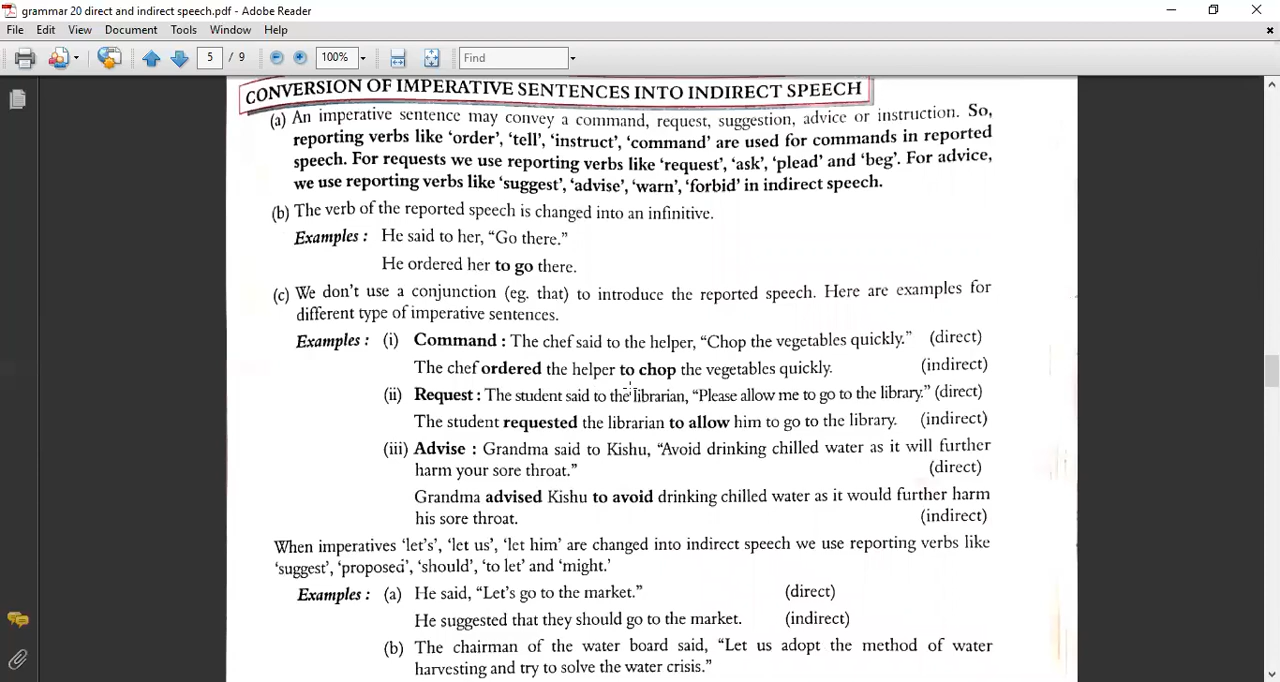 grammar 20 direct and indirect speech.pdf - Adobe Reader
File Edit View Document Tools Window Help
5 / 9 100% Find
CONVERSION OF IMPERATIVE SENTENCES INTO INDIRECT SPEECH
(a) An imperative sentence may convey a command, request, suggestion, advice or instruction. So,
reporting verbs like ‘order’, ‘tell’, ‘instruct’, ‘command’ are used for commands in reported
speech. For requests we use reporting verbs like ‘request’, ‘ask’, ‘plead’ and ‘beg’. For advice,
we use reporting verbs like ‘suggest’, ‘advise’, ‘warn’, ‘forbid’ in indirect speech.
(b) The verb of the reported speech is changed into an infinitive.
Examples : He said to her, “Go there.”
He ordered her to go there.
(c) We don’t use a conjunction (eg. that) to introduce the reported speech. Here are examples for
different type of imperative sentences.
Examples : (i) Command : The chef said to the helper, “Chop the vegetables quickly.” (direct)
The chef ordered the helper to chop the vegetables quickly. (indirect)
(ii) Request : The student said to the librarian, “Please allow me to go to the library.” (direct)
The student requested the librarian to allow him to go to the library. (indirect)
(iii) Advise : Grandma said to Kishu, “Avoid drinking chilled water as it will further
harm your sore throat.” (direct)
Grandma advised Kishu to avoid drinking chilled water as it would further harm
his sore throat. (indirect)
When imperatives ‘let’s’, ‘let us’, ‘let him’ are changed into indirect speech we use reporting verbs like
‘suggest’, ‘proposed’, ‘should’, ‘to let’ and ‘might.’
Examples : (a) He said, “Let’s go to the market.” (direct)
He suggested that they should go to the market. (indirect)
(b) The chairman of the water board said, “Let us adopt the method of water
harvesting and try to solve the water crisis.”